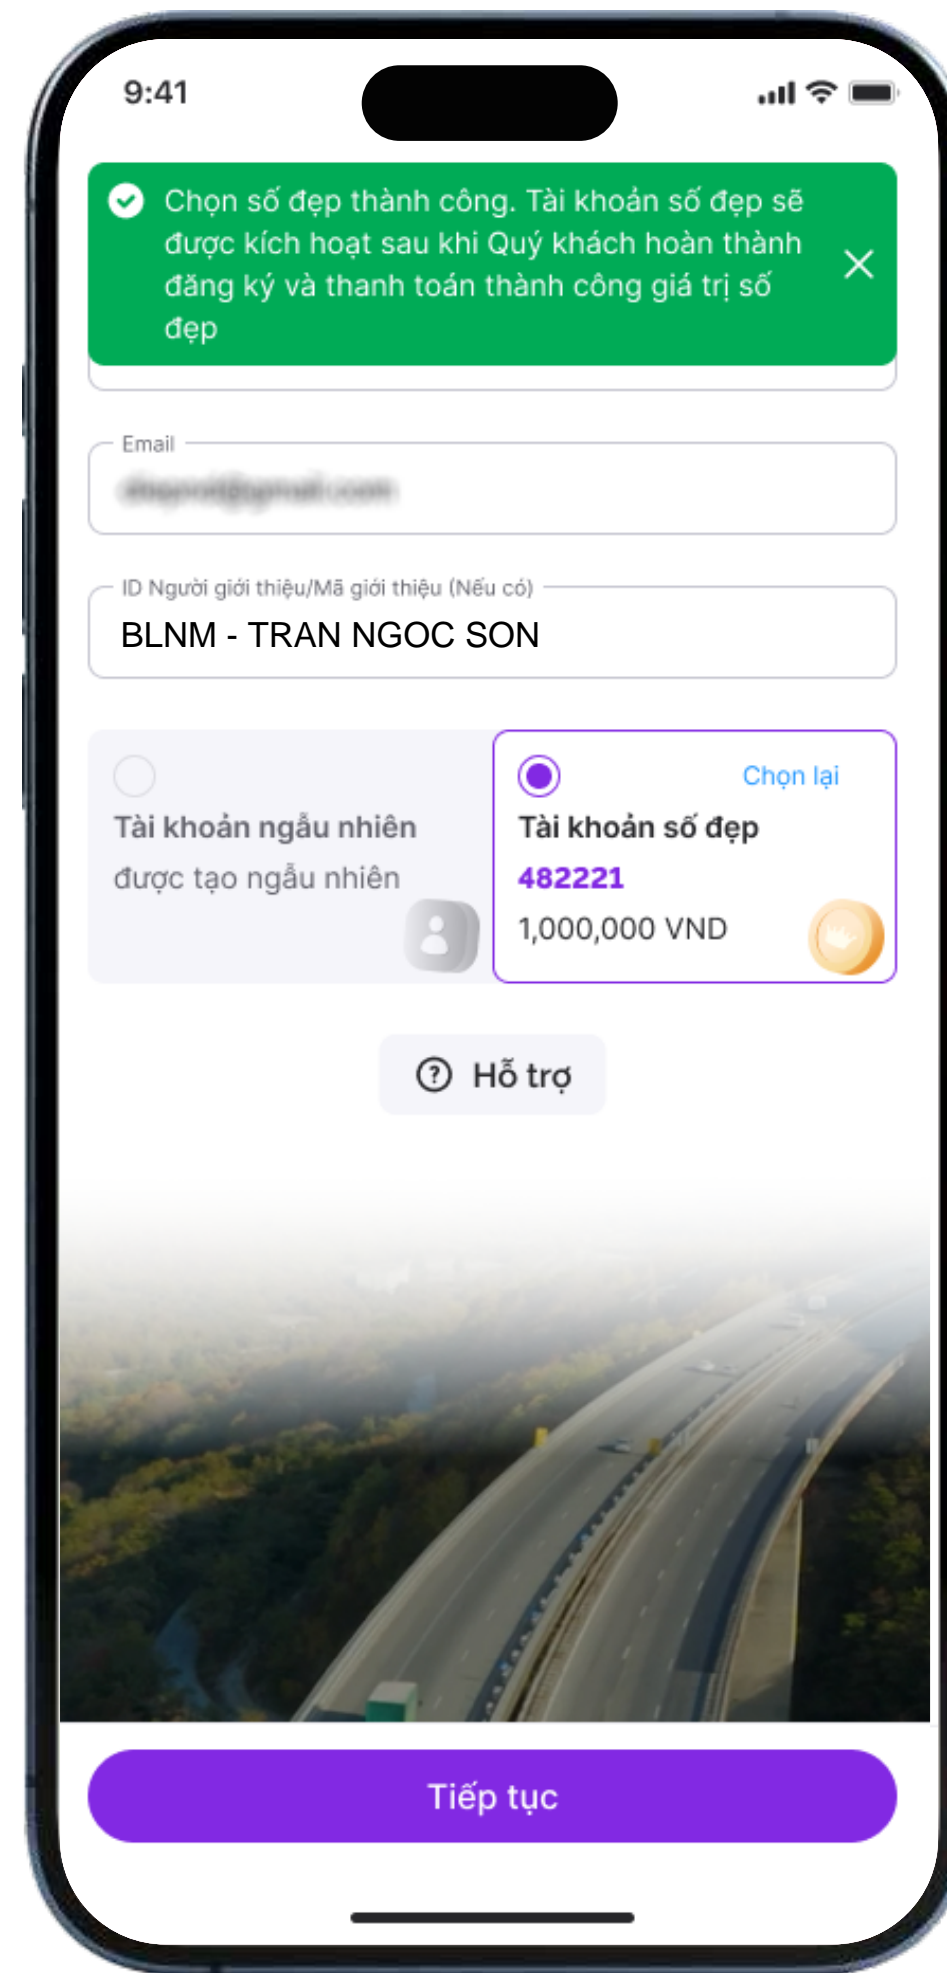 9:41
Chọn số đẹp thành công. Tài khoản số đẹp sẽ
được kích hoạt sau khi Quý khách hoàn thành
đăng ký và thanh toán thành công giá trị số
đẹp
Email
ID Người giới thiệu/Mã giới thiệu (Nếu có)
BLNM - TRAN NGOC SON
Tài khoản ngẫu nhiên
được tạo ngẫu nhiên
Chọn lại
Tài khoản số đẹp
482221
1,000,000 VND
Hỗ trợ
Tiếp tục